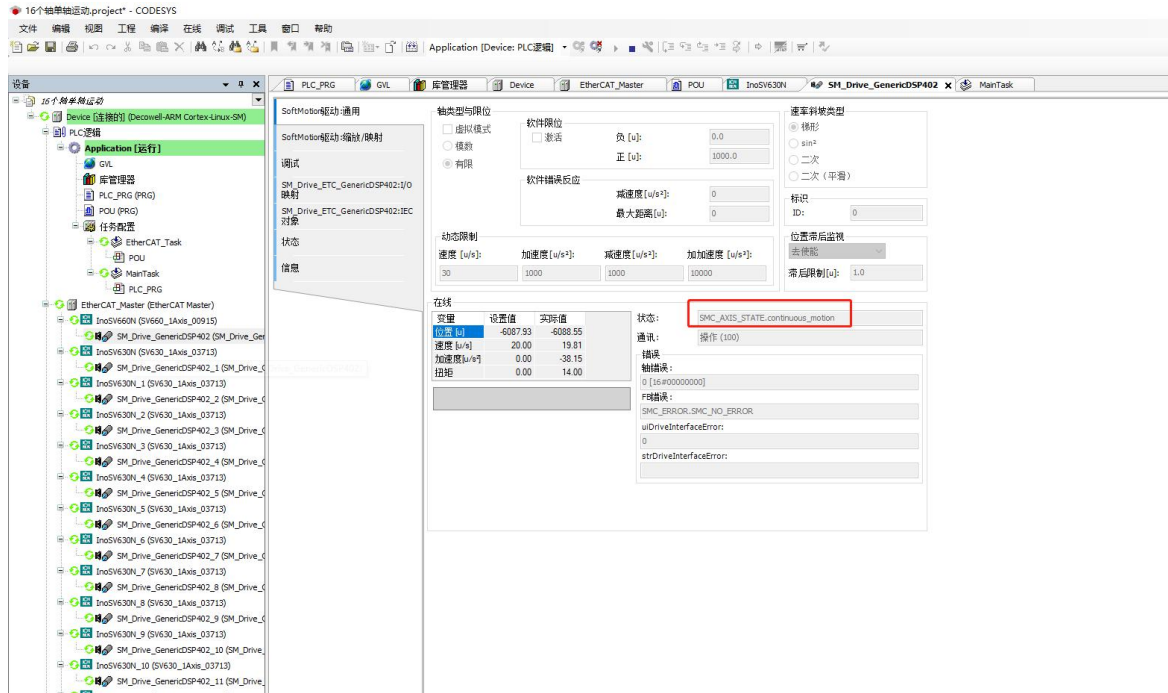 16个轴单轴运动.project* - CODESYS
文件 编辑 视图 工程 编译 在线 调试 工具 窗口 帮助
Application [Device: PLC逻辑]
设备
PLC_PRG GVL 库管理器 Device EtherCAT_Master POU InoSV630N SM_Drive_GenericDSP402 MainTask
16个轴单轴运动
Device [连接的] (Decowell-ARM Cortex-Linux-SM)
PLC逻辑
Application [运行]
GVL
库管理器
PLC_PRG (PRG)
POU (PRG)
任务配置
EtherCAT_Task
POU
MainTask
PLC_PRG
EtherCAT_Master (EtherCAT Master)
InoSV660N (SV660_1Axis_00915)
SM_Drive_GenericDSP402 (SM_Drive_Ger
InoSV630N (SV630_1Axis_03713)
SM_Drive_GenericDSP402_1 (SM_Drive_G
InoSV630N_1 (SV630_1Axis_03713)
SM_Drive_GenericDSP402_2 (SM_Drive_G
InoSV630N_2 (SV630_1Axis_03713)
SM_Drive_GenericDSP402_3 (SM_Drive_G
InoSV630N_3 (SV630_1Axis_03713)
SM_Drive_GenericDSP402_4 (SM_Drive_G
InoSV630N_4 (SV630_1Axis_03713)
SM_Drive_GenericDSP402_5 (SM_Drive_G
InoSV630N_5 (SV630_1Axis_03713)
SM_Drive_GenericDSP402_6 (SM_Drive_G
InoSV630N_6 (SV630_1Axis_03713)
SM_Drive_GenericDSP402_7 (SM_Drive_G
InoSV630N_7 (SV630_1Axis_03713)
SM_Drive_GenericDSP402_8 (SM_Drive_G
InoSV630N_8 (SV630_1Axis_03713)
SM_Drive_GenericDSP402_9 (SM_Drive_G
InoSV630N_9 (SV630_1Axis_03713)
SM_Drive_GenericDSP402_10 (SM_Drive_
InoSV630N_10 (SV630_1Axis_03713)
SM_Drive_GenericDSP402_11 (SM_Drive_
SoftMotion驱动:通用
SoftMotion驱动:缩放/映射
调试
SM_Drive_ETC_GenericDSP402:I/O
映射
SM_Drive_ETC_GenericDSP402:IEC
对象
状态
信息
轴类型与限位
虚拟模式
模数
有限
软件限位
激活
负 [u]: 0.0
正 [u]: 1000.0
软件错误反应
减速度[u/s²]: 0
最大距离[u]: 0
动态限制
速度 [u/s]: 加速度 [u/s²]: 减速度[u/s²]: 加加速度 [u/s³]:
30 1000 1000 10000
速率斜坡类型
梯形
sin²
二次
二次（平滑）
标识
ID: 0
位置滞后监视
去使能
滞后限制[u]: 1.0
在线
变量 设置值 实际值
位置 [u] -6087.93 -6088.55
速度 [u/s] 20.00 19.81
加速度[u/s²] 0.00 -38.15
扭矩 0.00 14.00
状态: SMC_AXIS_STATE.continuous_motion
通讯: 操作 (100)
错误
轴错误:
0 [16#00000000]
FB错误:
SMC_ERROR.SMC_NO_ERROR
uiDriveInterfaceError:
0
strDriveInterfaceError: